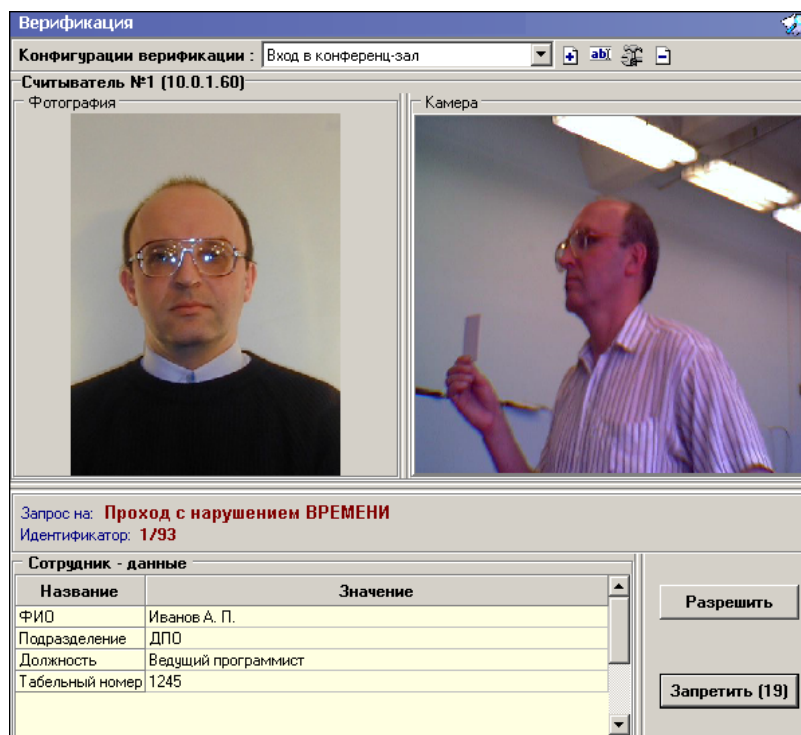 Верификация
Конфигурации верификации : Вход в конференц-зал abI
Считыватель №1 (10.0.1.60)
Фотография Камера
Запрос на: Проход с нарушением ВРЕМЕНИ
Идентификатор: 1/93
Сотрудник - данные
Название Значение
ФИО Иванов А. П.
Подразделение ДПО
Должность Ведущий программист
Табельный номер 1245
Разрешить
Запретить (19)